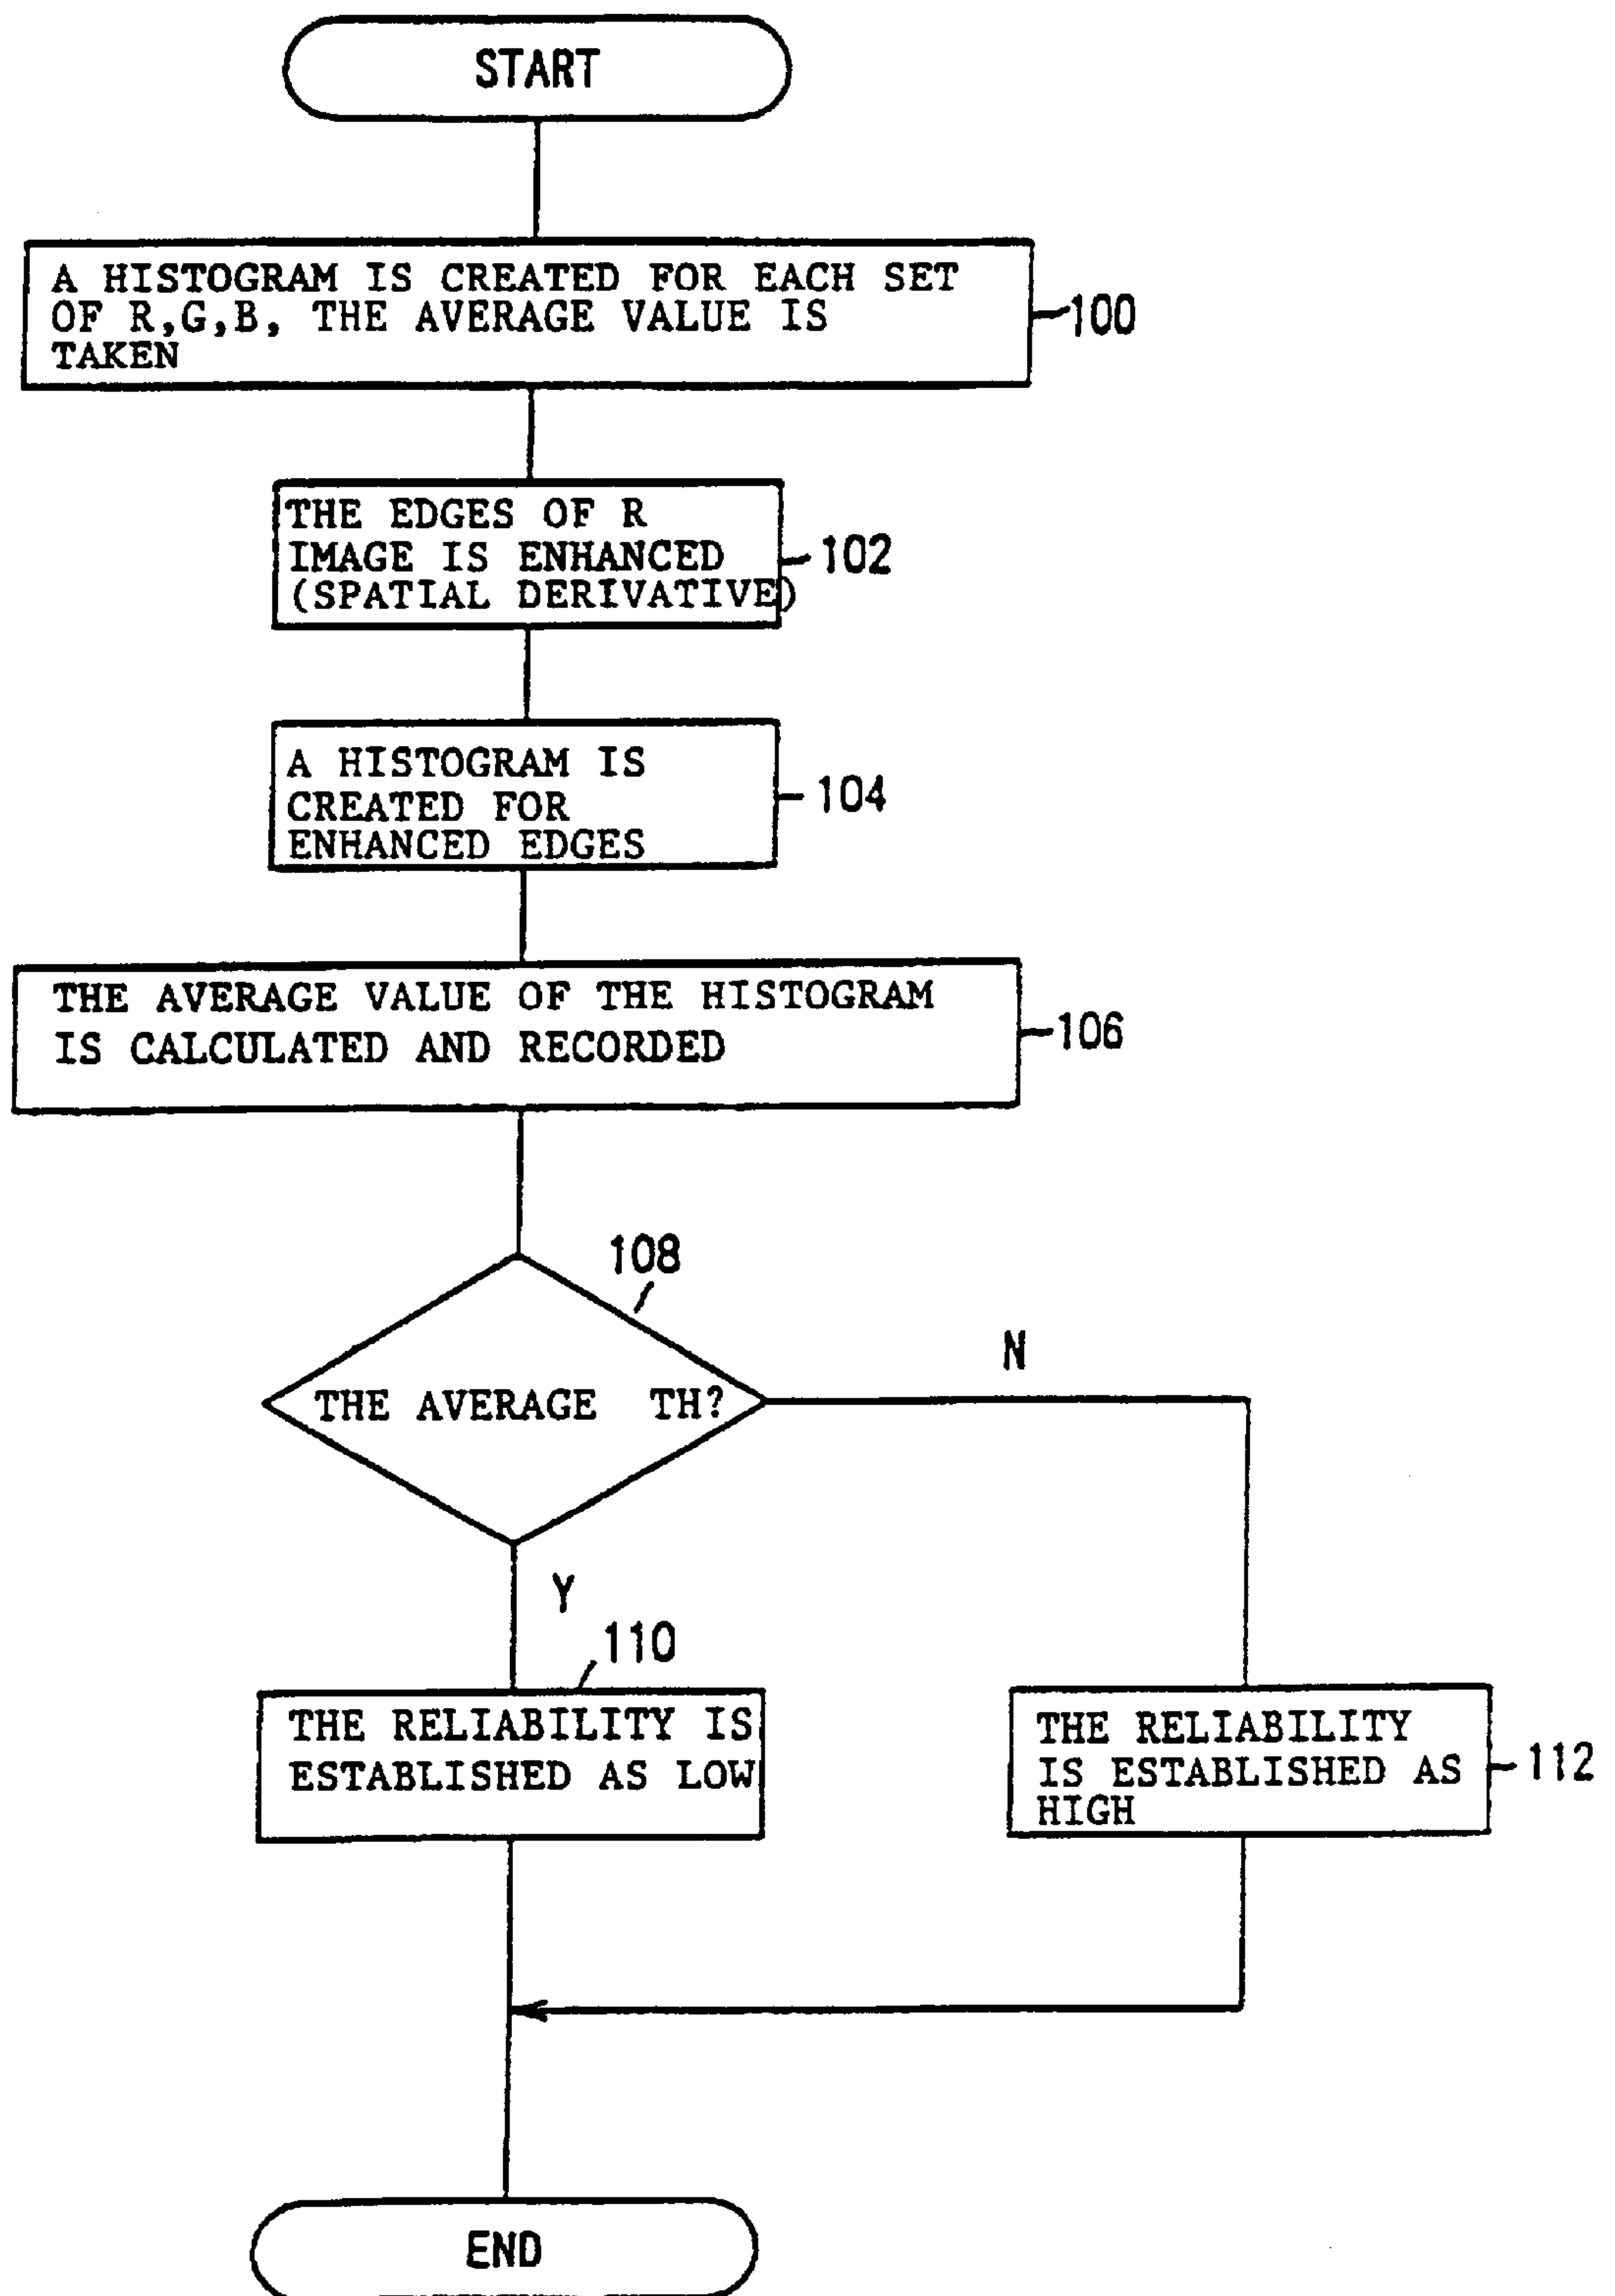 START
A HISTOGRAM IS CREATED FOR EACH SET
OF R,G,B, THE AVERAGE VALUE IS
TAKEN
100
THE EDGES OF R
IMAGE IS ENHANCED
(SPATIAL DERIVATIVE)
102
A HISTOGRAM IS
CREATED FOR
ENHANCED EDGES
104
THE AVERAGE VALUE OF THE HISTOGRAM
IS CALCULATED AND RECORDED
106
108
THE AVERAGE TH?
N
Y
110
THE RELIABILITY IS
ESTABLISHED AS LOW
THE RELIABILITY
IS ESTABLISHED AS
HIGH
112
END